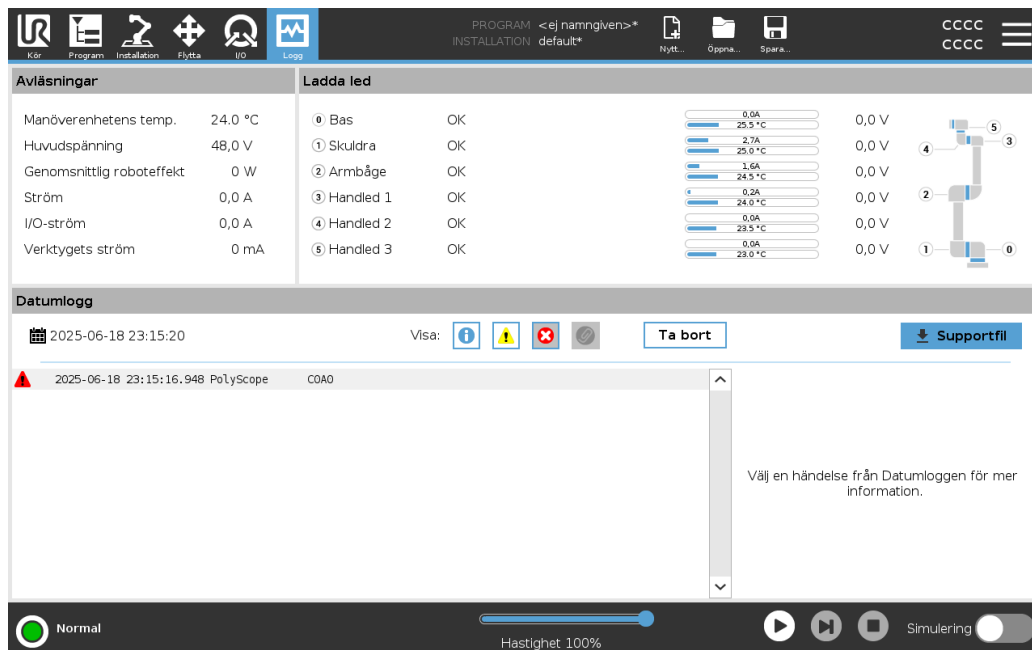 UR
PROGRAM <ej namngiven>*
INSTALLATION default*
CCCC
CCCC
Kör Program Installation Flytta I/O Logg Nytt... Öppna... Spara...
Avläsningar
Manöverenhetens temp. 24.0 °C
Huvudspänning 48,0 V
Genomsnittlig roboteffekt 0 W
Ström 0,0 A
I/O-ström 0,0 A
Verktygets ström 0 mA
Ladda led
0 Bas OK 0,0A 25.5 °C 0,0 V
1 Skuldra OK 2,7A 25.0 °C 0,0 V
2 Armbåge OK 1,6A 24.5 °C 0,0 V
3 Handled 1 OK 0,2A 24.0 °C 0,0 V
4 Handled 2 OK 0,0A 23.5 °C 0,0 V
5 Handled 3 OK 0,0A 23.0 °C 0,0 V
5
4 3
2
1 0
Datumlogg
2025-06-18 23:15:20 Visa: Ta bort Supportfil
2025-06-18 23:15:16.948 PolyScope C0A0
Välj en händelse från Datumloggen för mer
information.
Normal
Hastighet 100%
Simulering